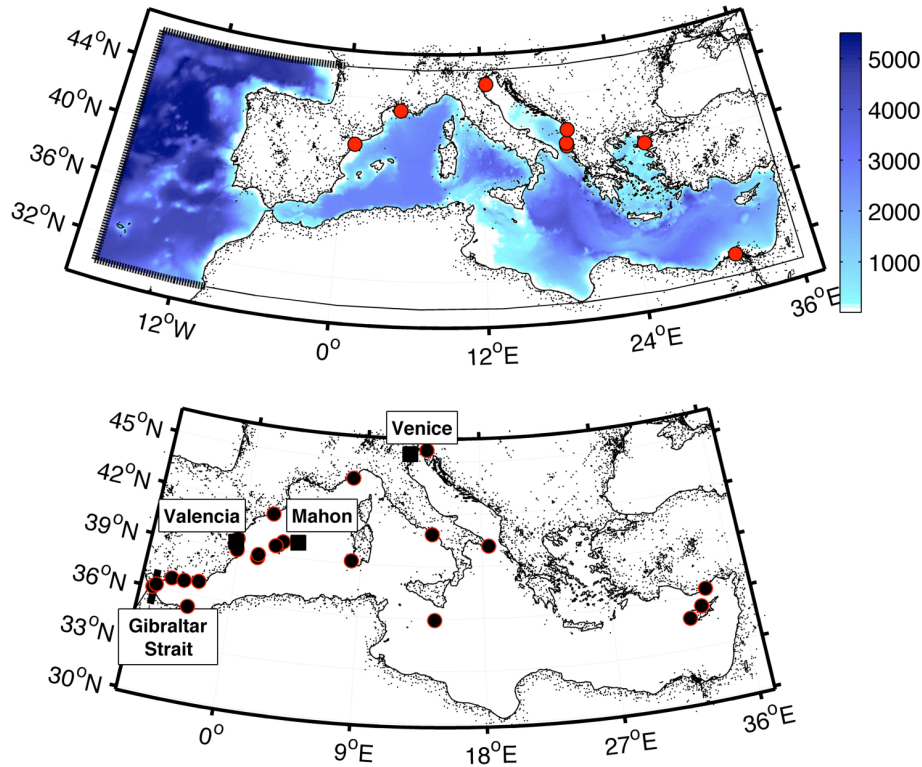 44°N
40°N
36°N
32°N
12°W
0°
12°E
24°E
36°E
5000
4000
3000
2000
1000
45°N
42°N
39°N
36°N
33°N
30°N
Venice
Valencia
Mahon
Gibraltar
Strait
0°
9°E
18°E
27°E
36°E